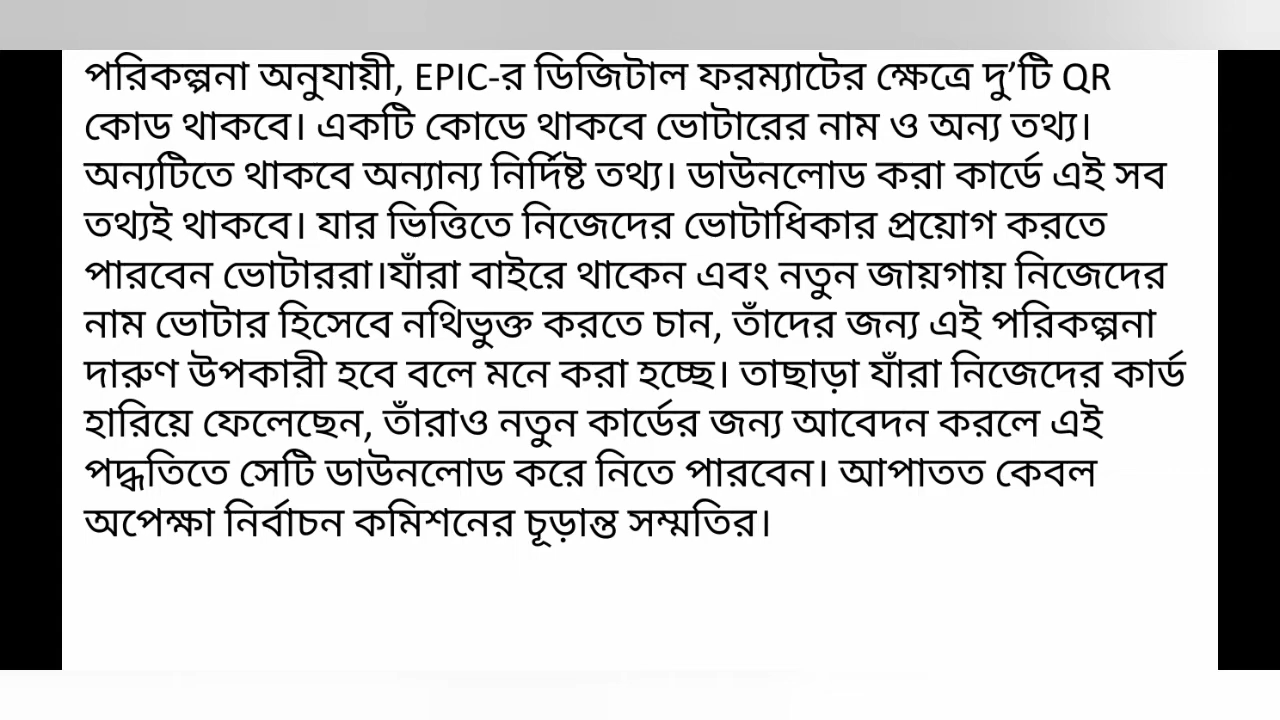 পরিকল্পনা অনুযায়ী, EPIC-র ডিজিটাল ফরম্যাটের ক্ষেত্রে দু’টি QR
কোড থাকবে। একটি কোডে থাকবে ভোটারের নাম ও অন্য তথ্য।
অন্যটিতে থাকবে অন্যান্য নির্দিষ্ট তথ্য। ডাউনলোড করা কার্ডে এই সব
তথ্যই থাকবে। যার ভিত্তিতে নিজেদের ভোটাধিকার প্রয়োগ করতে
পারবেন ভোটাররা।যাঁরা বাইরে থাকেন এবং নতুন জায়গায় নিজেদের
নাম ভোটার হিসেবে নথিভুক্ত করতে চান, তাঁদের জন্য এই পরিকল্পনা
দারুণ উপকারী হবে বলে মনে করা হচ্ছে। তাছাড়া যাঁরা নিজেদের কার্ড
হারিয়ে ফেলেছেন, তাঁরাও নতুন কার্ডের জন্য আবেদন করলে এই
পদ্ধতিতে সেটি ডাউনলোড করে নিতে পারবেন। আপাতত কেবল
অপেক্ষা নির্বাচন কমিশনের চূড়ান্ত সম্মতির।